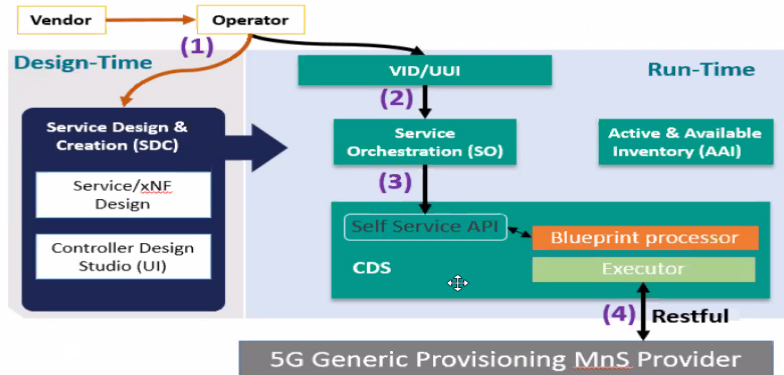 Vendor
Operator
(1)
Design-Time
VID/UUI
Run-Time
(2)
Service Design &
Creation (SDC)
Service
Orchestration (SO)
Active & Available
Inventory (AAI)
Service/xNF
Design
(3)
Self Service API
Blueprint processor
Controller Design
Studio (UI)
CDS
Executor
(4)
Restful
5G Generic Provisioning MnS Provider